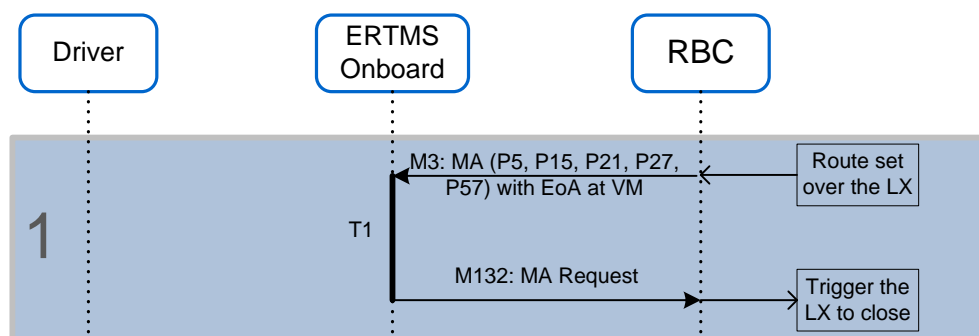 Driver
ERTMS
Onboard
RBC
M3: MA (P5, P15, P21, P27,
P57) with EoA at VM
Route set
over the LX
T1
1
M132: MA Request
Trigger the
LX to close